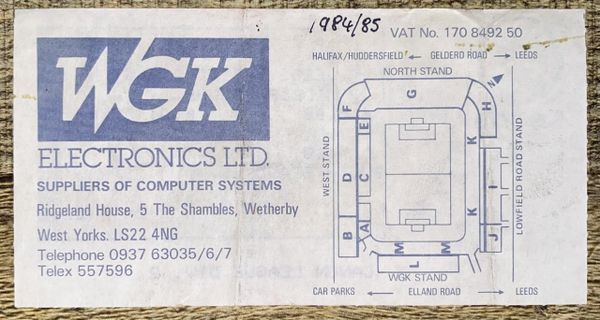 1984/85
VAT No. 170 8492 50
WGK
ELECTRONICS LTD.
SUPPLIERS OF COMPUTER SYSTEMS
Ridgeland House, 5 The Shambles, Wetherby
West Yorks. LS22 4NG
Telephone 0937 63035/6/7
Telex 557596
HALIFAX/HUDDERSFIELD GELDERD ROAD LEEDS
NORTH STAND
N
G
F
H
E
K
WEST STAND
D
C
I
LOWFIELD ROAD STAND
K
B
A
J
M
M
L
WGK STAND
CAR PARKS ELLAND ROAD LEEDS